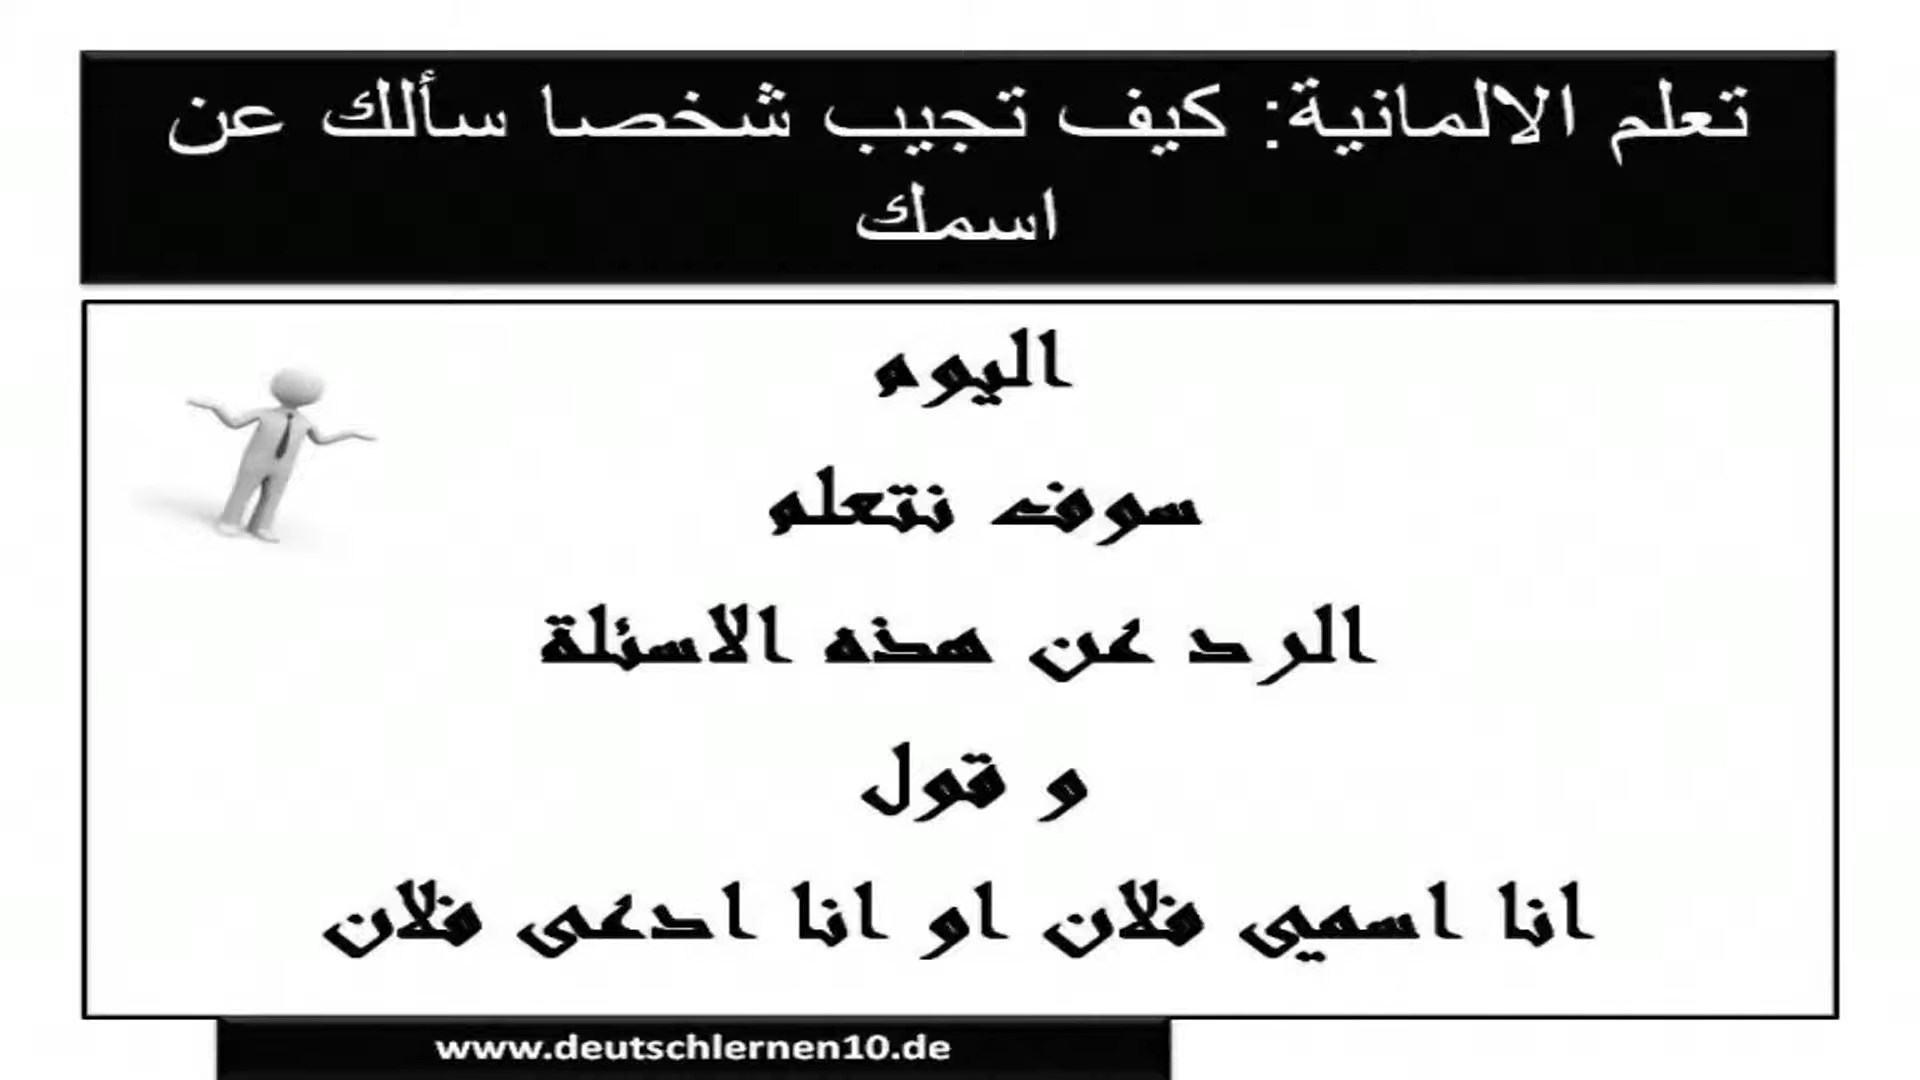 تعلم الالمانية: كيف تجيب شخصا سألك عن
اسمك
اليوم
سوف نتعلم
الرد عن هذه الاسئلة
و قول
انا اسمي فلان او انا ادعى فلان
www.deutschlernen10.de